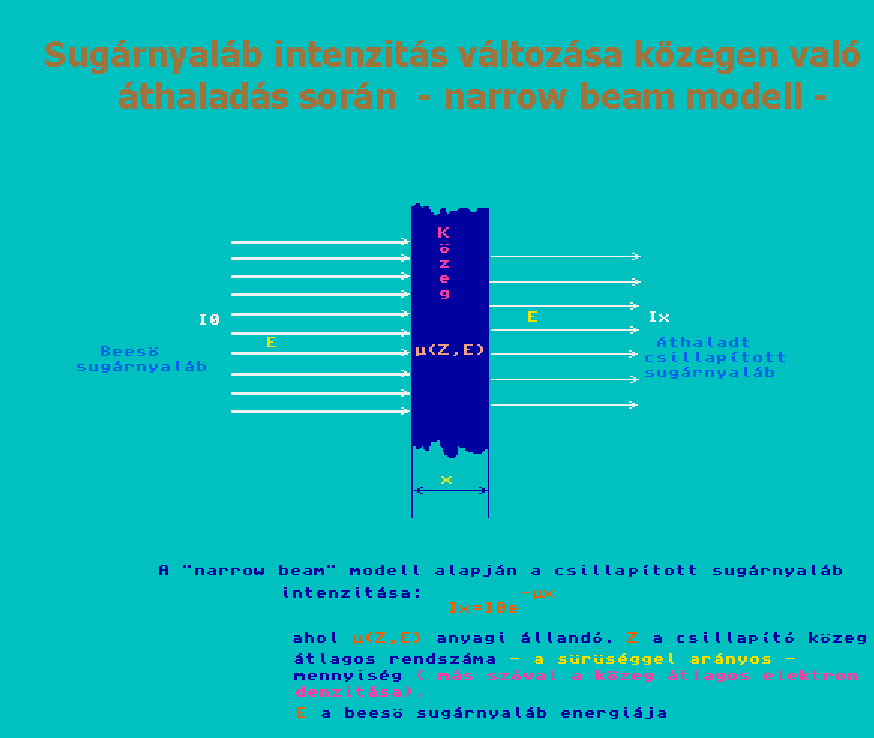 Sugárnyaláb intenzitás változása közegen való
áthaladás során - narrow beam modell -
Közeg
I0
E
E
Ix
Beesö
sugárnyaláb
μ(Z,E)
Áthaladt
csillapított
sugárnyaláb
x
A "narrow beam" modell alapján a csillapított sugárnyaláb
intenzitása:
-μx
Ix=I0e
ahol μ(Z,E) anyagi állandó. Z a csillapító közeg
átlagos rendszáma - a sürüséggel arányos -
mennyiség ( más szóval a közeg átlagos elektron
denzitása).
E a beesö sugárnyaláb energiája